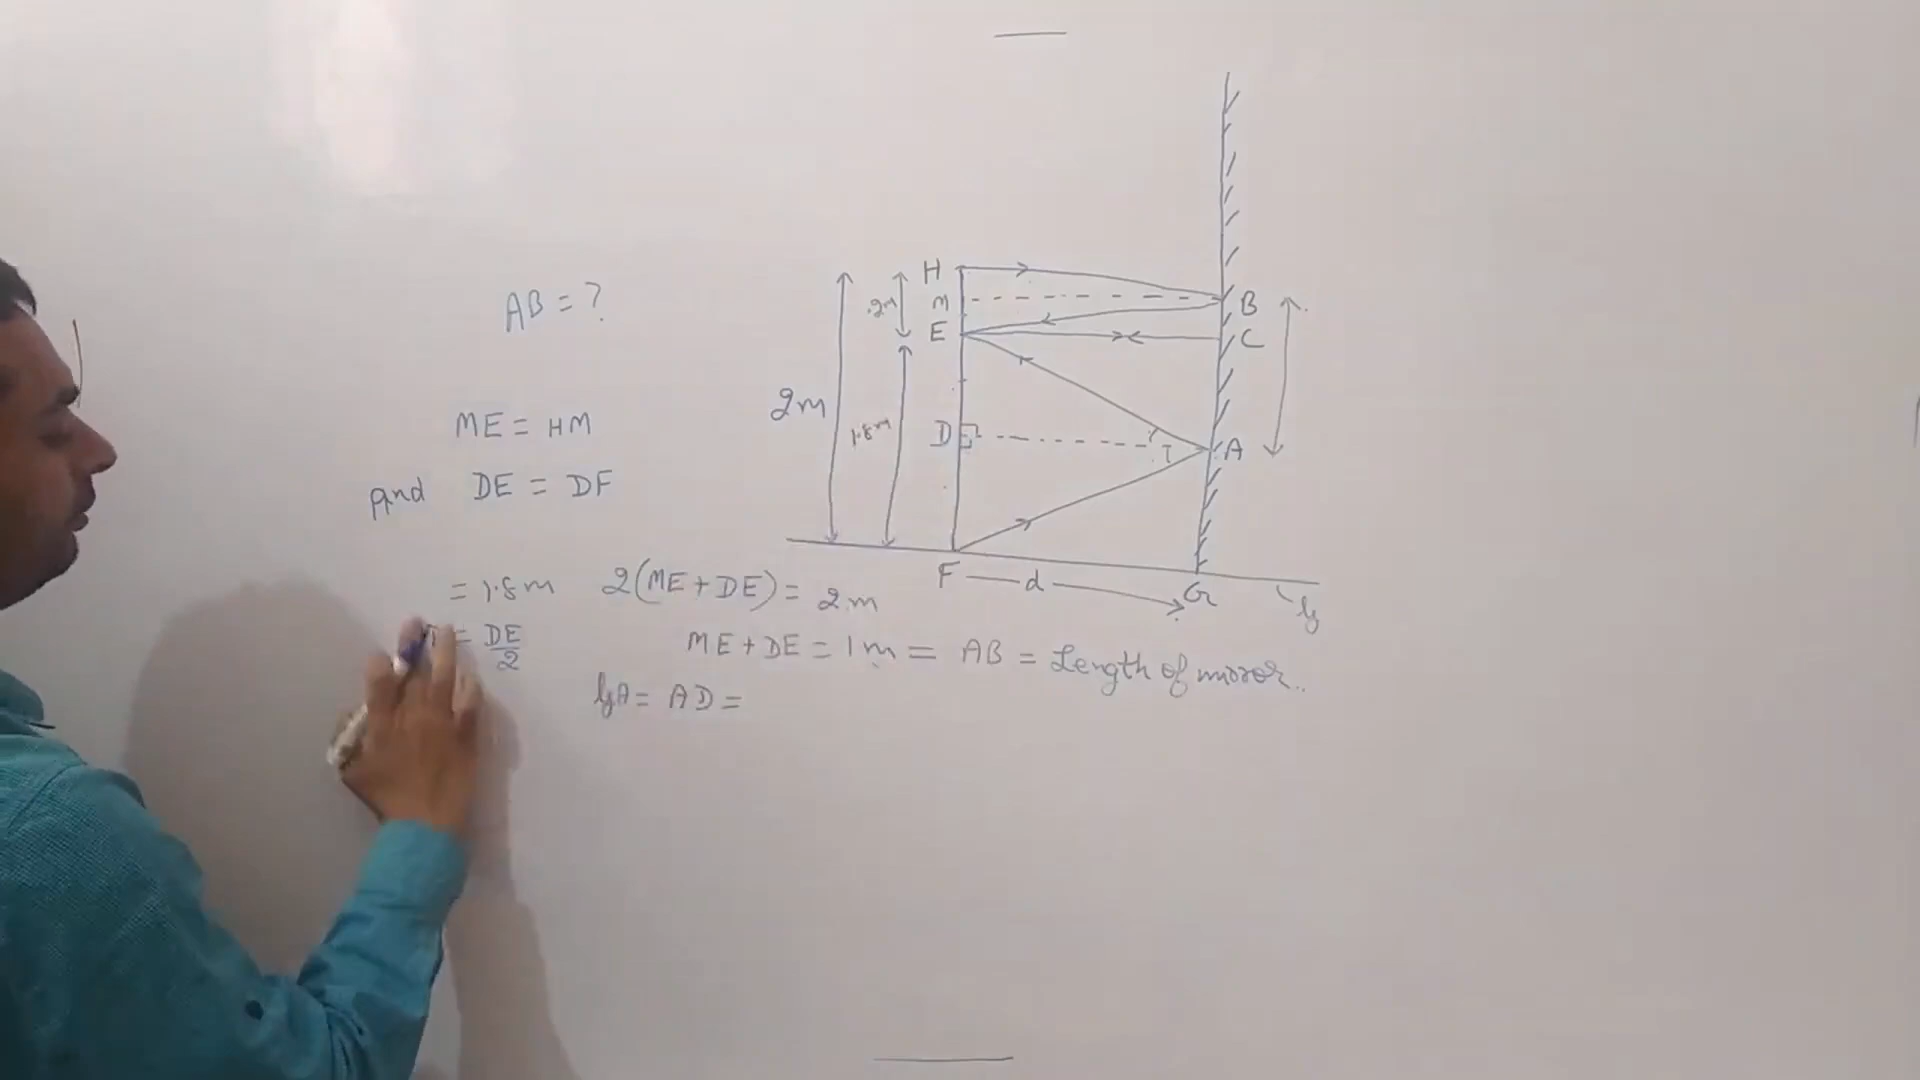 AB = ?
ME = HM
And DE = DF
= 1.8m 2(ME + DE) = 2m
= DE/2
ME + DE = 1m = AB = Length of mirror..
GA = AD =
H
M
E
D
F
d
G
B
C
A
2m
.2m
1.8m